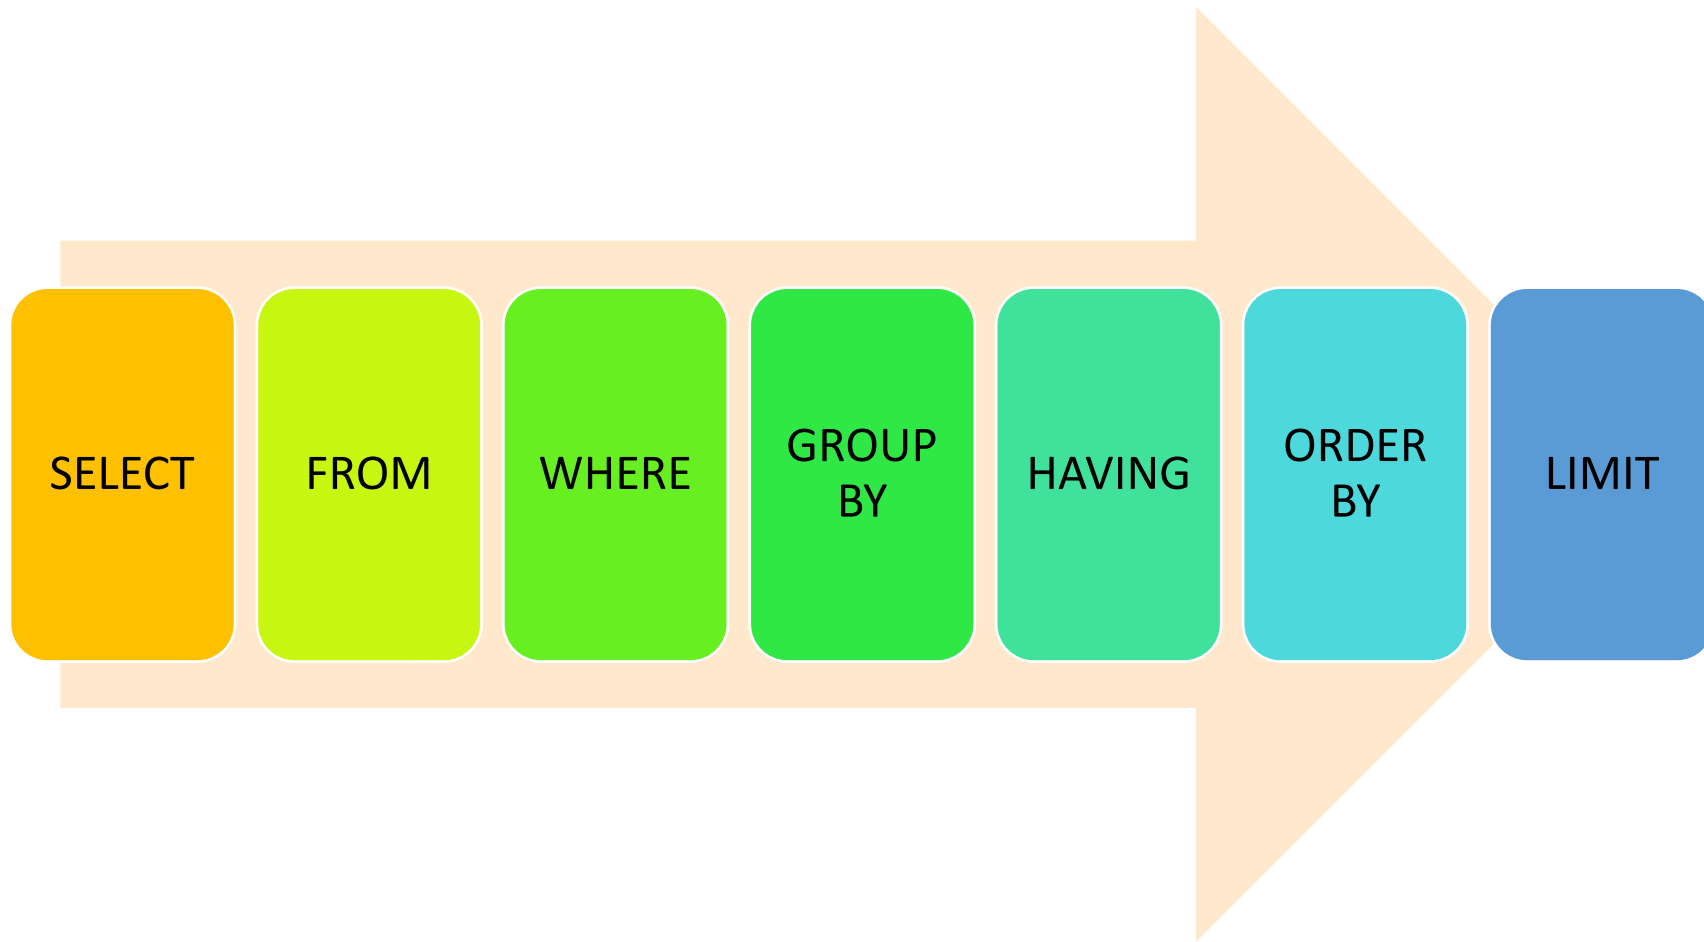 SELECT
FROM
WHERE
GROUP
BY
HAVING
ORDER
BY
LIMIT